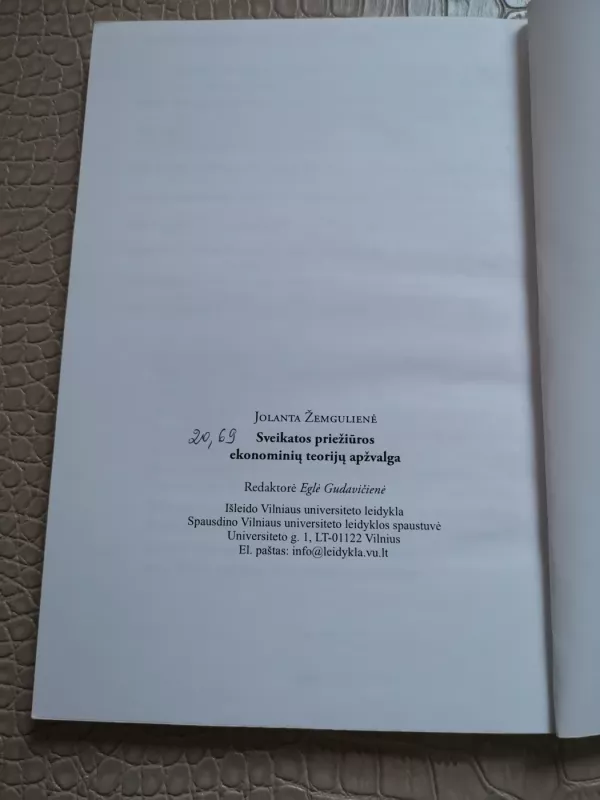 Jolanta Žemgulienė
20,69 Sveikatos priežiūros
ekonominių teorijų apžvalga
Redaktorė Eglė Gudavičienė
Išleido Vilniaus universiteto leidykla
Spausdino Vilniaus universiteto leidyklos spaustuvė
Universiteto g. 1, LT-01122 Vilnius
El. paštas: info@leidykla.vu.lt